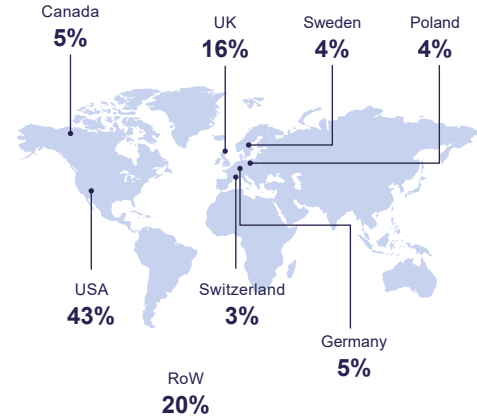 Canada
5%
UK
16%
Sweden
4%
Poland
4%
USA
43%
Switzerland
3%
Germany
5%
RoW
20%